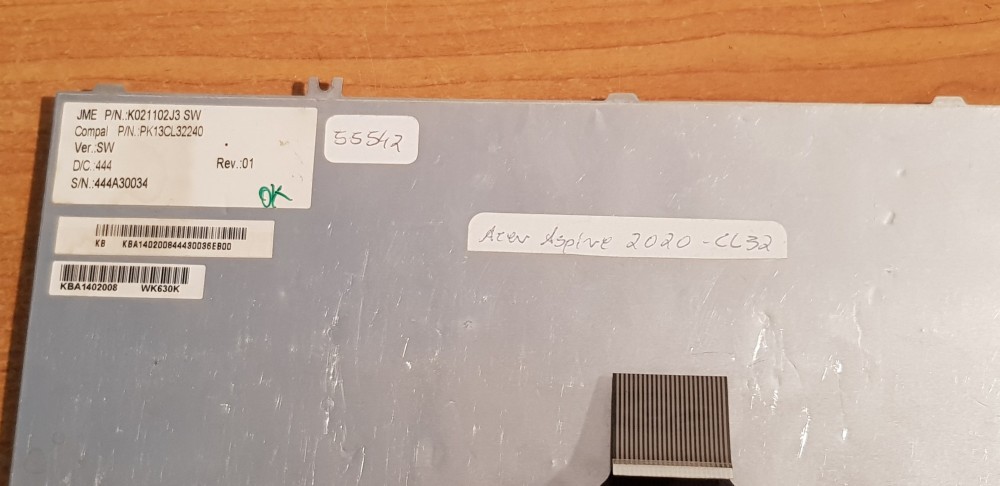 JME P/N.:K021102J3 SW
Compal P/N.:PK13CL32240
Ver.:SW
D/C.:444 Rev.:01
S/N.:444A30034
OK
55542
KB KBA140200844430036EB00
Acer Aspire 2020 -CL32
KBA1402008 WK630K